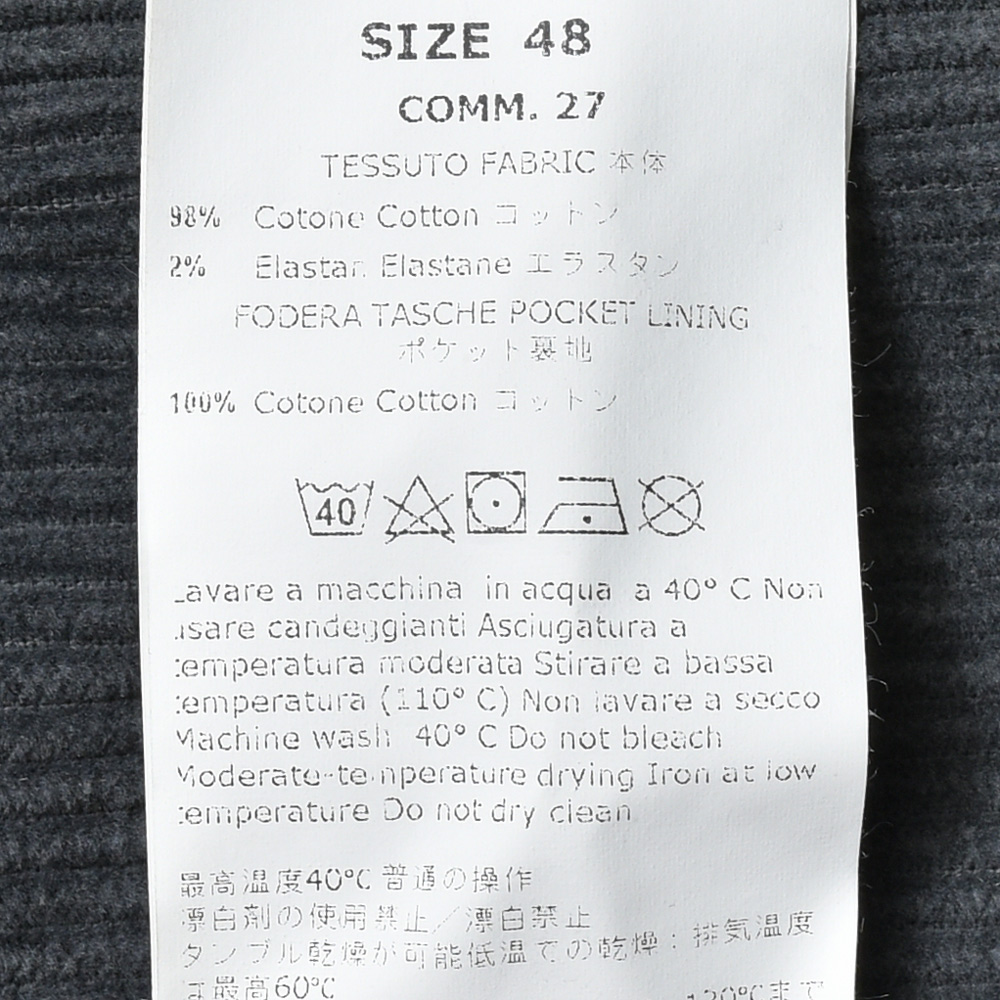 SIZE 48
COMM. 27
TESSUTO FABRIC 本体
98% Cotone Cotton コットン
2% Elastan Elastane エラスタン
FODERA TASCHE POCKET LINING
ポケット裏地
100% Cotone Cotton コットン
40
Lavare a macchina in acqua a 40° C Non
usare candeggianti Asciugatura a
temperatura moderata Stirare a bassa
temperatura (110° C) Non lavare a secco
Machine wash 40° C Do not bleach
Moderate-temperature drying Iron at low
temperature Do not dry clean
最高温度40℃ 普通の操作
漂白剤の使用禁止／漂白禁止
タンブル乾燥が可能低温での乾燥：排気温度
は最高60℃